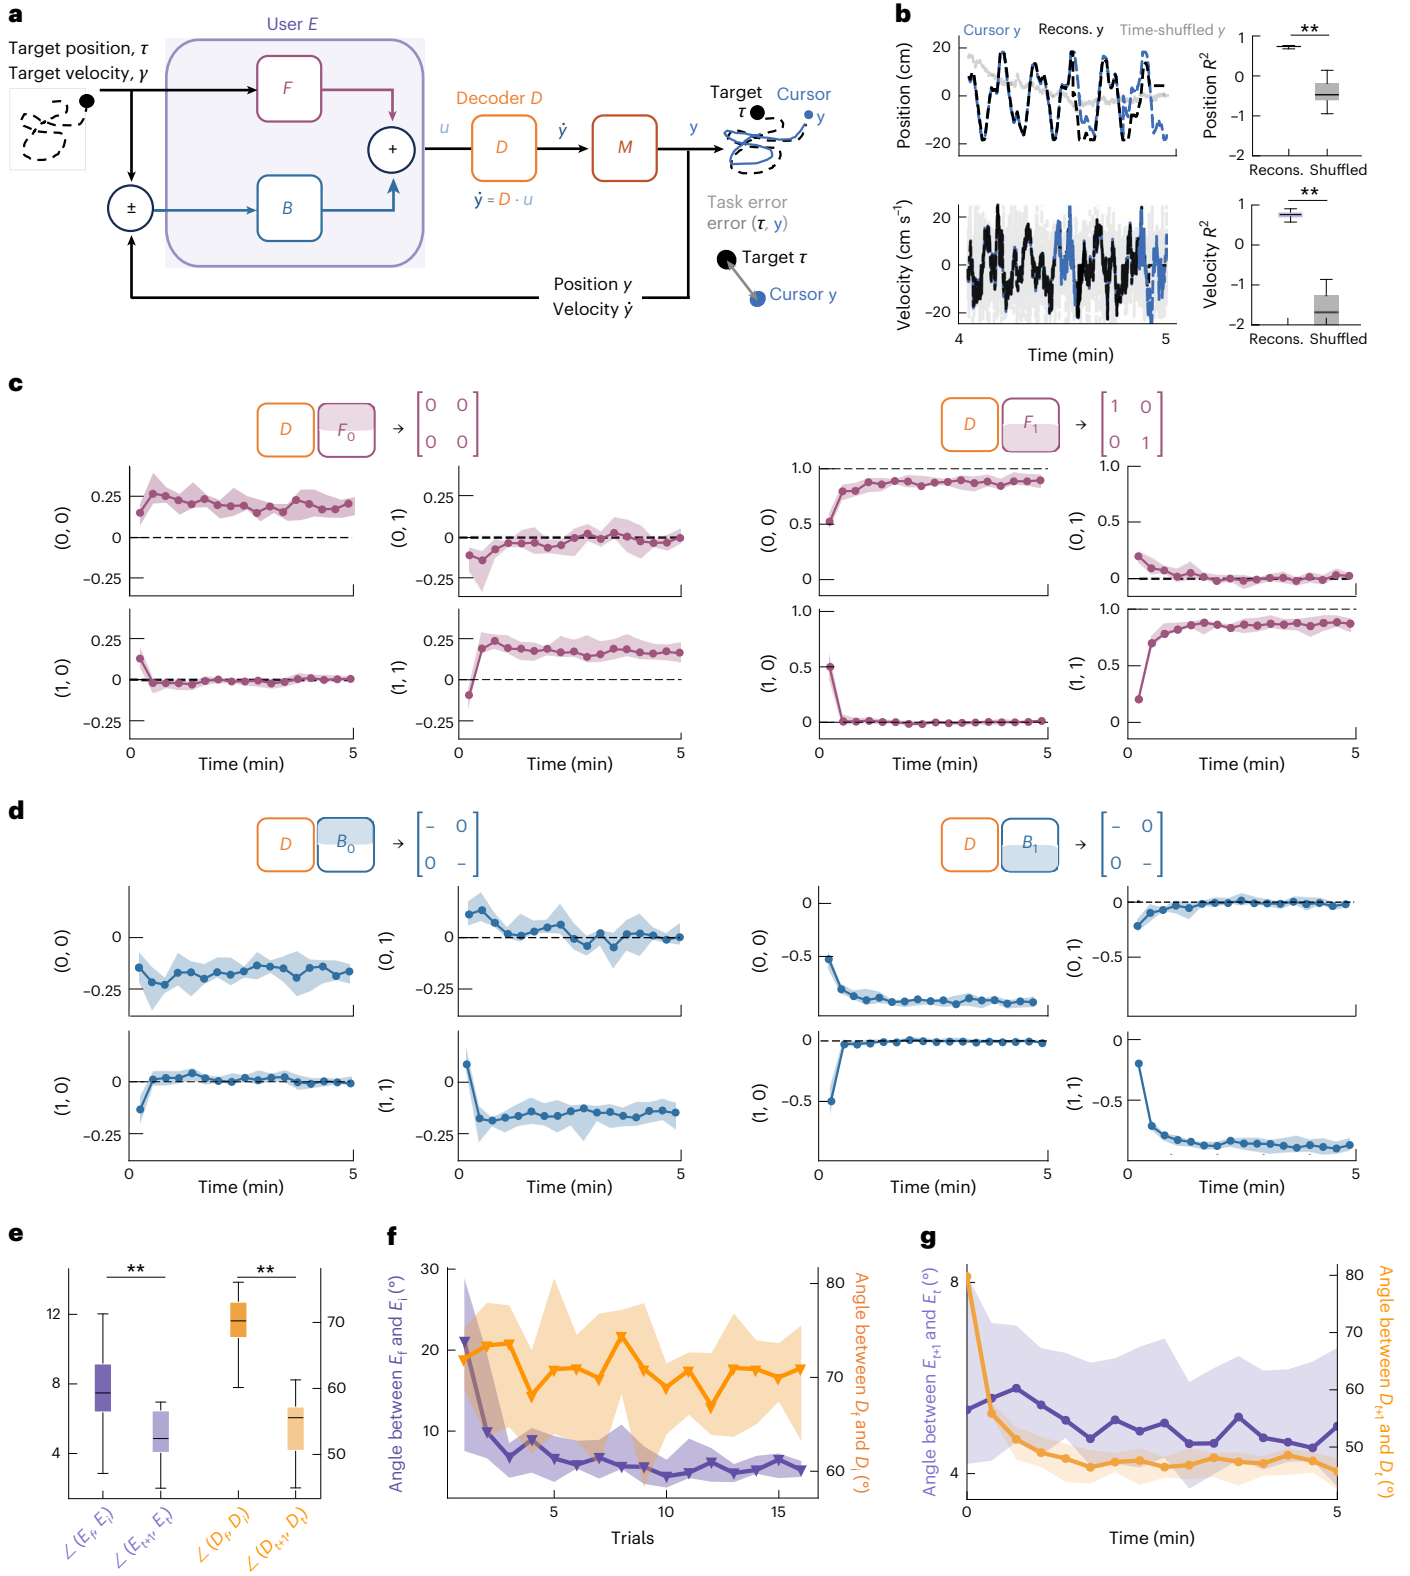 a
User E
Target position, τ
Target velocity, γ
F
B
+
±
u
Decoder D
D
ẏ = D · u
ẏ
M
y
Target
τ
Cursor
y
Task error
error (τ, y)
Target τ
Cursor y
Position y
Velocity ẏ
b
Cursor y Recons. y Time-shuffled y
Position (cm)
20
0
−20
Position R²
1
0
−1
−2
**
Recons. Shuffled
Velocity (cm s⁻¹)
20
0
−20
4 5
Time (min)
Velocity R²
1
0
−1
−2
**
Recons. Shuffled
c
D F₀ →
0 0
0 0
D F₁ →
1 0
0 1
(0, 0)
0.25
0
−0.25
(0, 1)
0.25
0
−0.25
(0, 0)
1.0
0.5
0
(0, 1)
1.0
0.5
0
(1, 0)
0.25
0
−0.25
(1, 1)
0.25
0
−0.25
(1, 0)
1.0
0.5
0
(1, 1)
1.0
0.5
0
0 5 0 5 0 5 0 5
Time (min) Time (min) Time (min) Time (min)
d
D B₀ →
− 0
0 −
D B₁ →
− 0
0 −
(0, 0)
0
−0.25
(0, 1)
0
−0.25
(0, 0)
0
−0.5
(0, 1)
0
−0.5
(1, 0)
0
−0.25
(1, 1)
0
−0.25
(1, 0)
0
−0.5
(1, 1)
0
−0.5
0 5 0 5 0 5 0 5
Time (min) Time (min) Time (min) Time (min)
e
** **
12
8
4
70
60
50
∠(E_f, E_i)
∠(E_t+1, E_t)
∠(D_f, D_i)
∠(D_t+1, D_t)
f
Angle between E_f and E_i (°)
30
20
10
80
70
60
Angle between D_f and D_i (°)
5 10 15
Trials
g
Angle between E_t+1 and E_t (°)
8
4
80
70
60
50
Angle between D_t+1 and D_t (°)
0 5
Time (min)